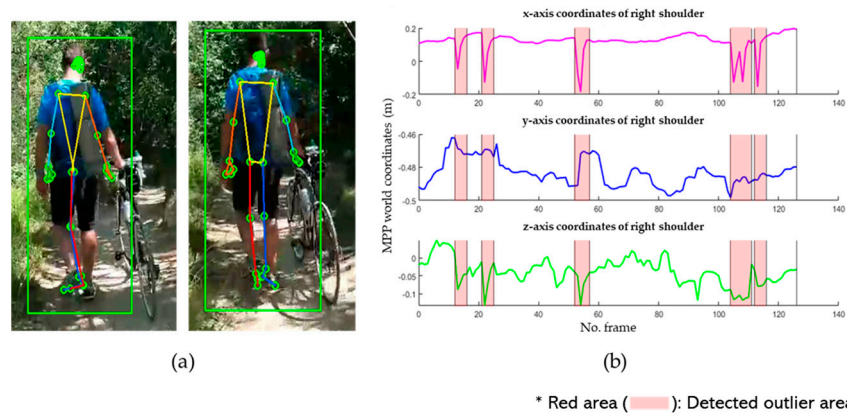 x-axis coordinates of right shoulder
0.2
0
-0.2
0 20 40 60 80 100 120 140
y-axis coordinates of right shoulder
-0.46
-0.48
-0.5
0 20 40 60 80 100 120 140
z-axis coordinates of right shoulder
0
-0.05
-0.1
0 20 40 60 80 100 120 140
MPP world coordinates (m)
No. frame
(a)
(b)
* Red area ( ): Detected outlier area